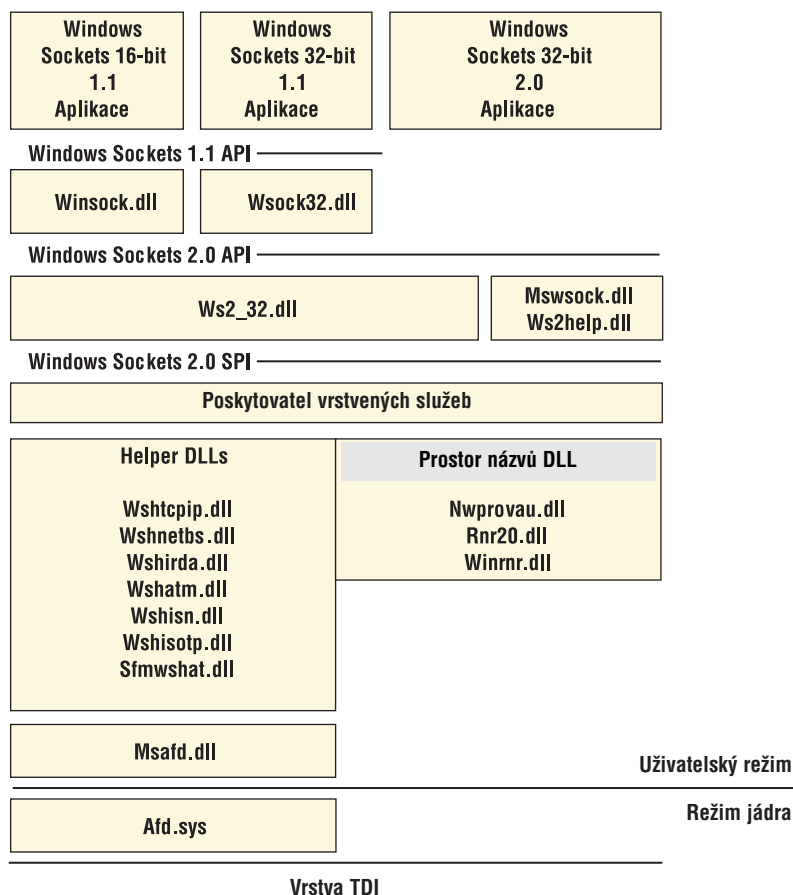 Windows
Sockets 16-bit
1.1
Aplikace
Windows
Sockets 32-bit
1.1
Aplikace
Windows
Sockets 32-bit
2.0
Aplikace
Windows Sockets 1.1 API
Winsock.dll
Wsock32.dll
Windows Sockets 2.0 API
Ws2_32.dll
Mswsock.dll
Ws2help.dll
Windows Sockets 2.0 SPI
Poskytovatel vrstvených služeb
Helper DLLs
Wshtcpip.dll
Wshnetbs.dll
Wshirda.dll
Wshatm.dll
Wshisn.dll
Wshisotp.dll
Sfmwshat.dll
Prostor názvů DLL
Nwprovau.dll
Rnr20.dll
Winrnr.dll
Msafd.dll
Uživatelský režim
Režim jádra
Afd.sys
Vrstva TDI